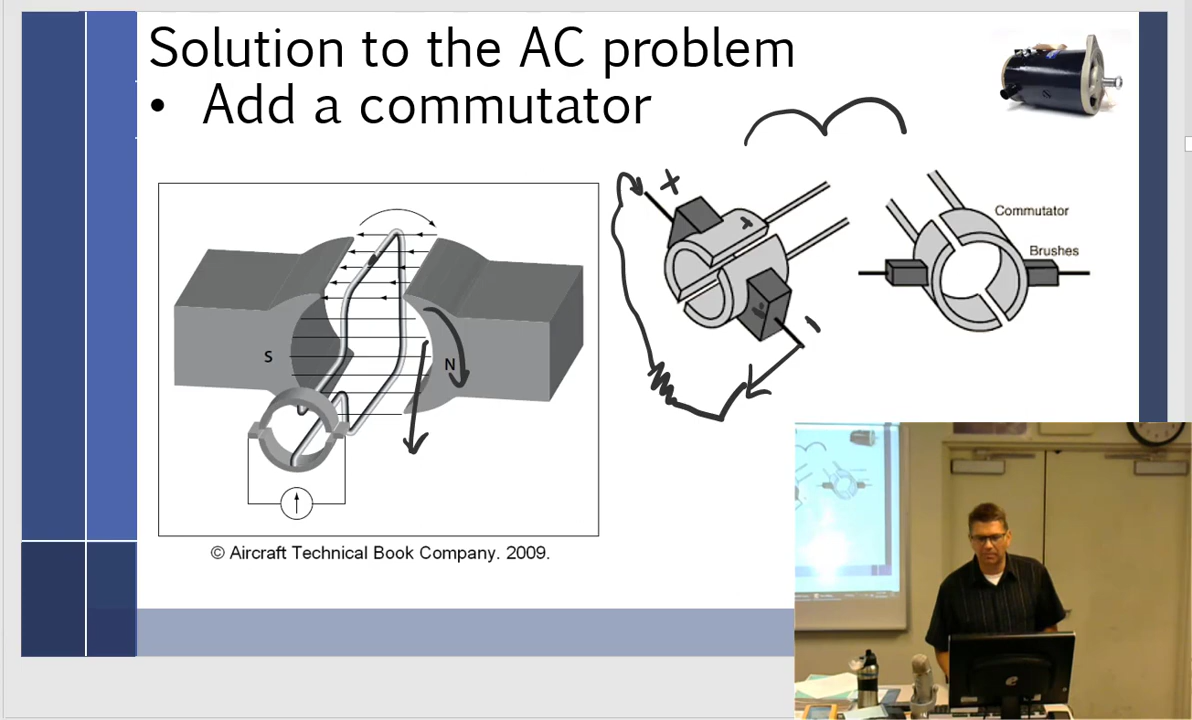 Solution to the AC problem
• Add a commutator
+
+
Commutator
Brushes
S
N
-
-
© Aircraft Technical Book Company. 2009.